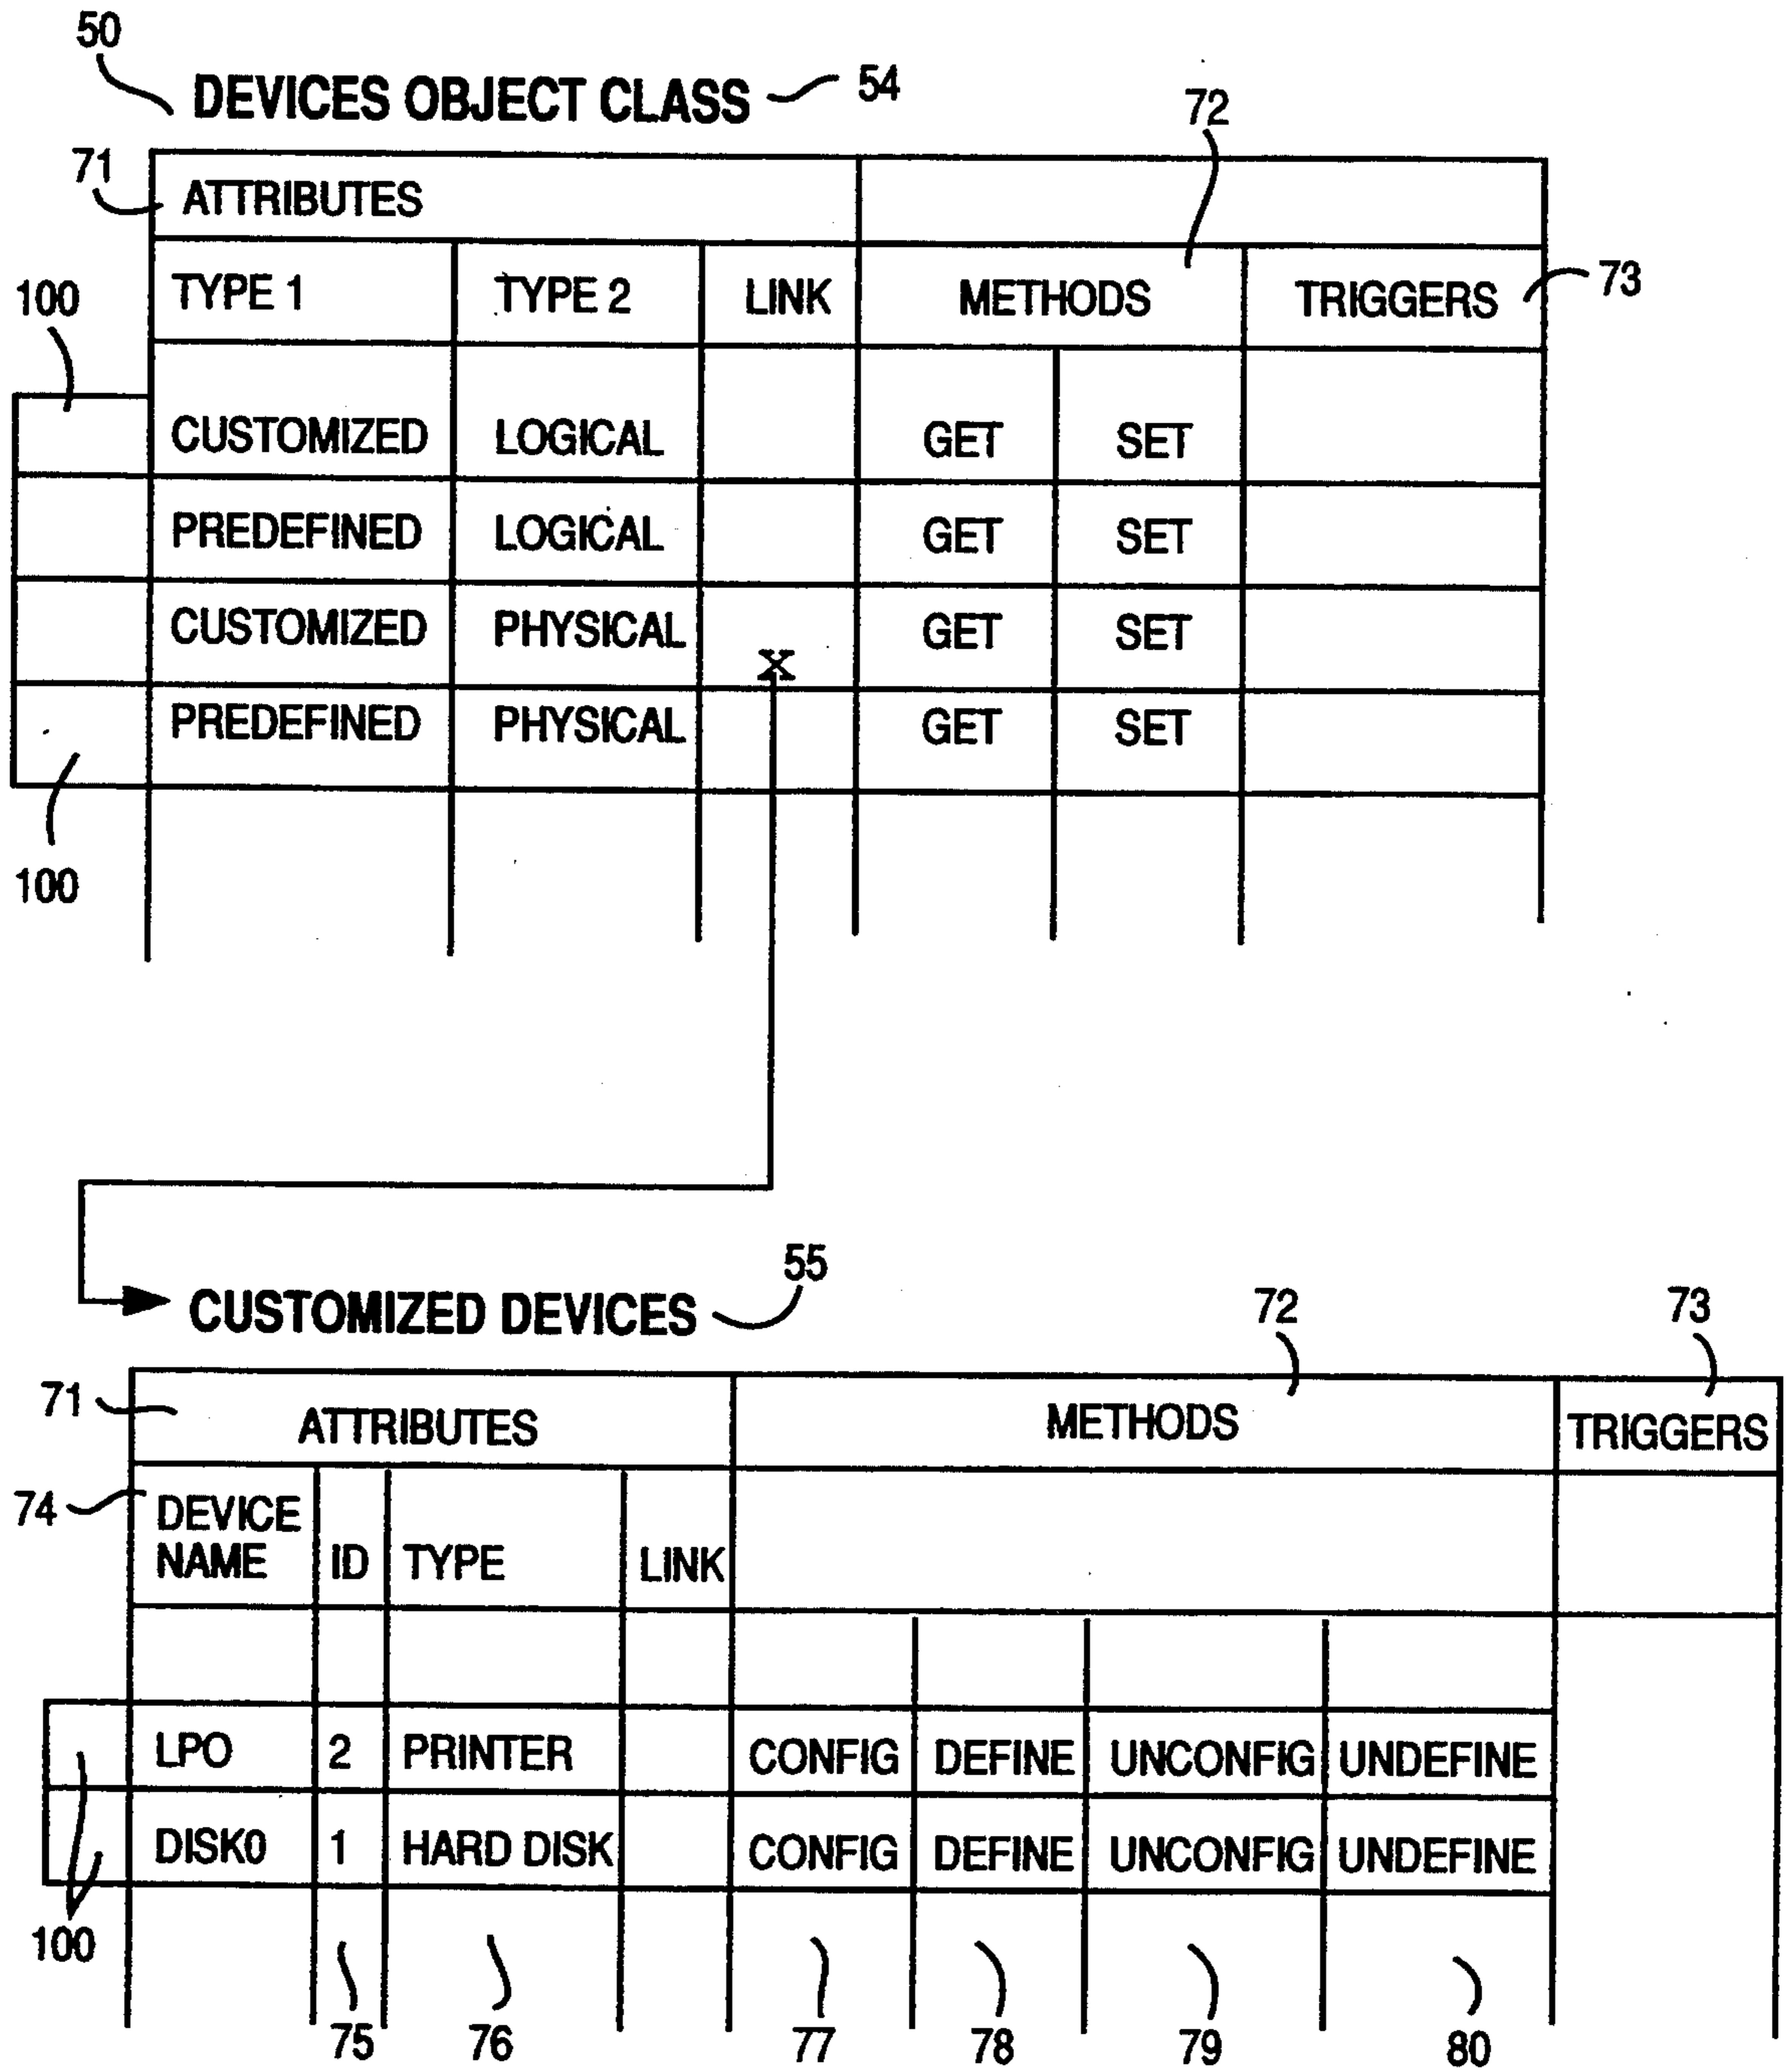 50
DEVICES OBJECT CLASS 54
72
71 ATTRIBUTES
TYPE 1 TYPE 2 LINK METHODS TRIGGERS 73
100
CUSTOMIZED LOGICAL GET SET
PREDEFINED LOGICAL GET SET
CUSTOMIZED PHYSICAL GET SET
X
PREDEFINED PHYSICAL GET SET
100
CUSTOMIZED DEVICES 55
72 73
71 ATTRIBUTES METHODS TRIGGERS
74 DEVICE
NAME ID TYPE LINK
LPO 2 PRINTER CONFIG DEFINE UNCONFIG UNDEFINE
DISK0 1 HARD DISK CONFIG DEFINE UNCONFIG UNDEFINE
100
75 76 77 78 79 80